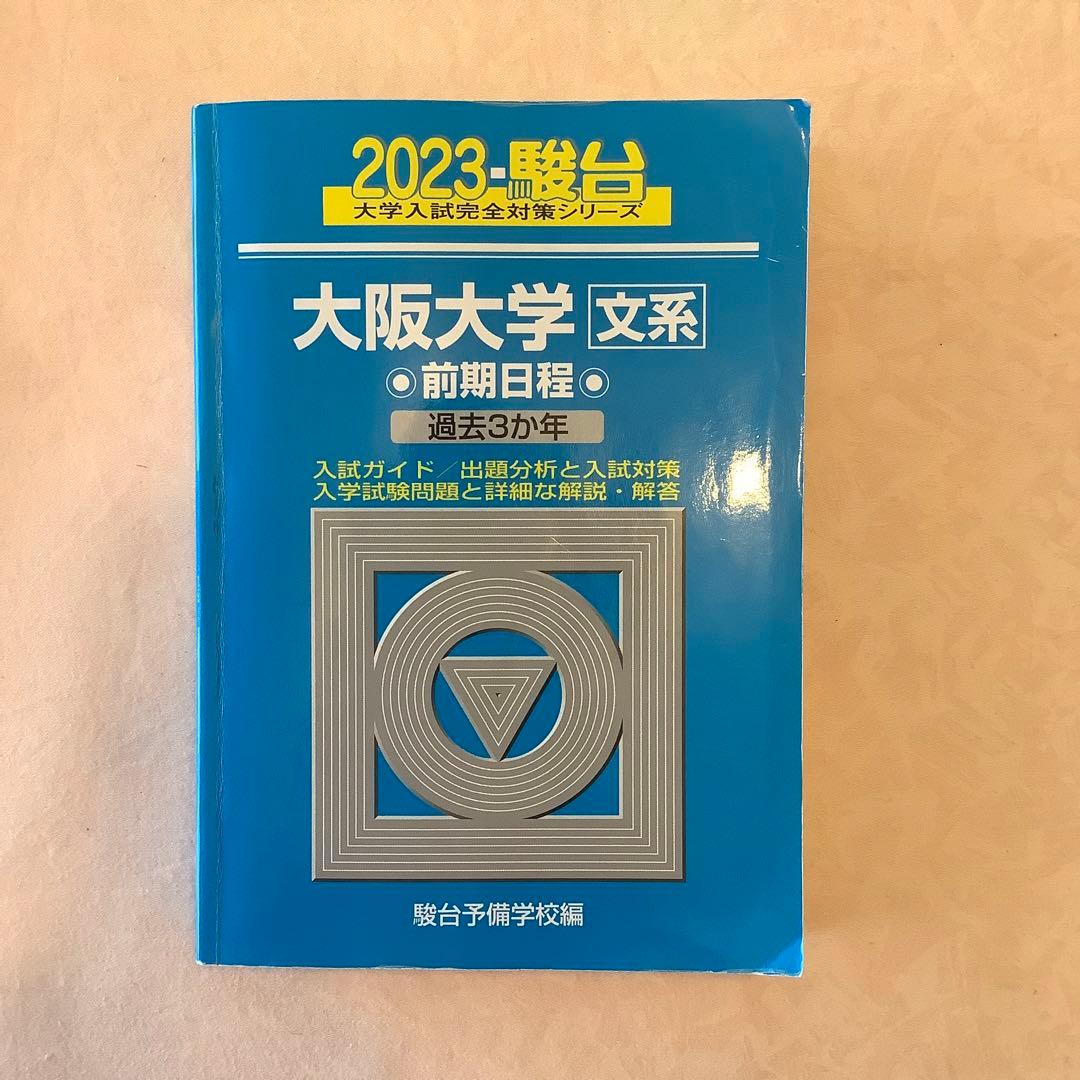 2023-駿台
大学入試完全対策シリーズ
大阪大学 文系
◉前期日程◉
過去3か年
入試ガイド／出題分析と入試対策
入学試験問題と詳細な解説・解答
駿台予備学校編